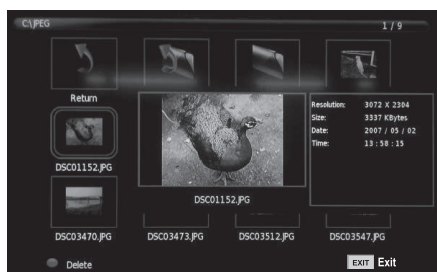 C:\JPEG 1 / 9
Return
Resolution: 3072 X 2304
Size: 3337 KBytes
Date: 2007 / 05 / 02
Time: 13 : 58 : 15
DSC01152.JPG
DSC01152.JPG
DSC03470.JPG DSC03473.JPG DSC03512.JPG DSC03547.JPG
Delete EXIT Exit